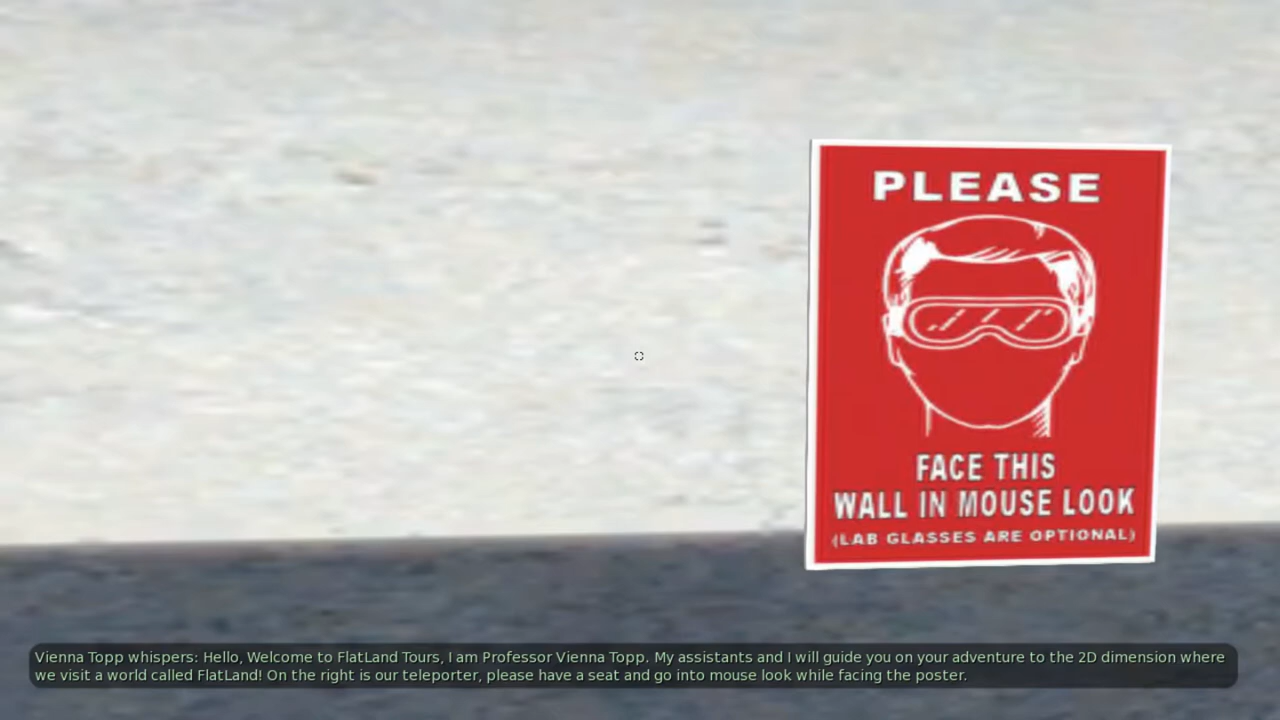 PLEASE
FACE THIS
WALL IN MOUSE LOOK
(LAB GLASSES ARE OPTIONAL)
Vienna Topp whispers: Hello, Welcome to FlatLand Tours, I am Professor Vienna Topp. My assistants and I will guide you on your adventure to the 2D dimension where
we visit a world called FlatLand! On the right is our teleporter, please have a seat and go into mouse look while facing the poster.